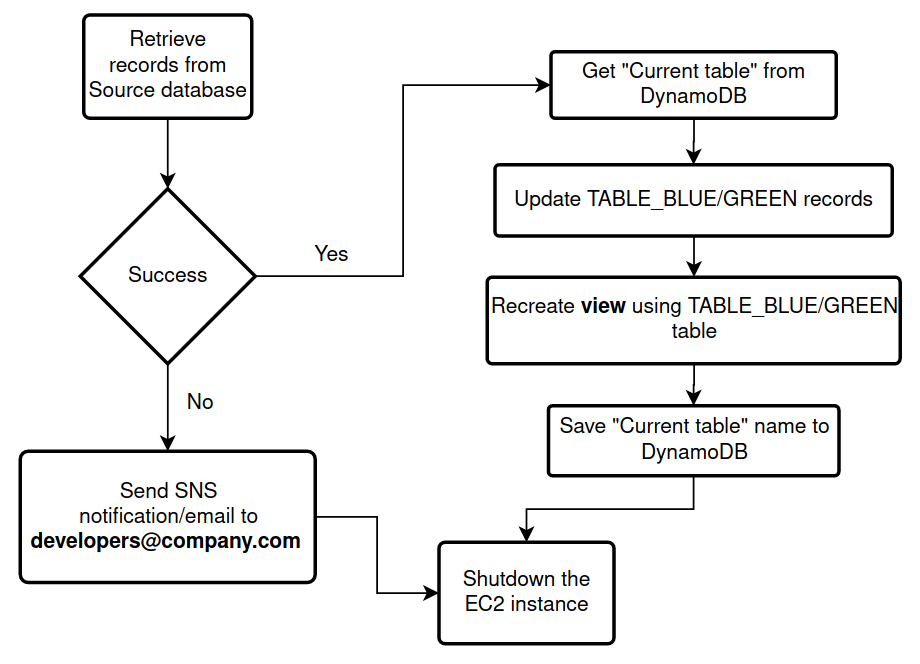 Retrieve
records from
Source database
Success
Yes
No
Send SNS
notification/email to
developers@company.com
Get "Current table" from
DynamoDB
Update TABLE_BLUE/GREEN records
Recreate view using TABLE_BLUE/GREEN
table
Save "Current table" name to
DynamoDB
Shutdown the
EC2 instance